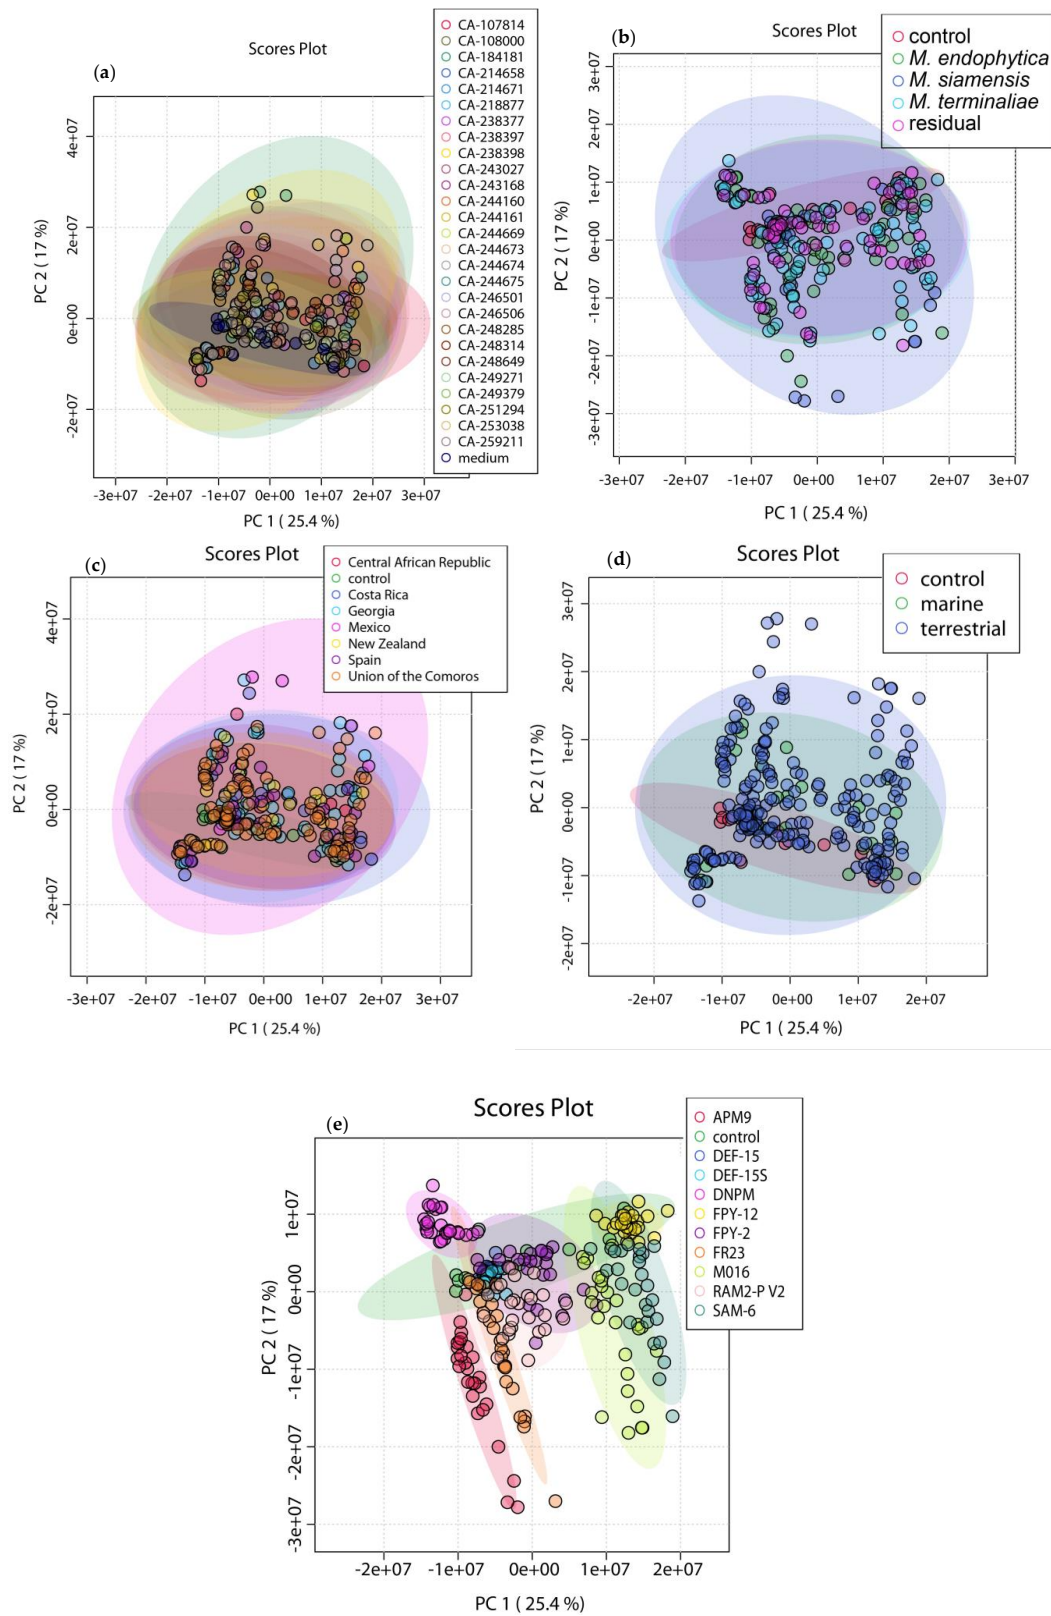 (a)
Scores Plot
CA-107814
CA-108000
CA-184181
CA-214658
CA-214671
CA-218877
CA-238377
CA-238397
CA-238398
CA-243027
CA-243168
CA-244160
CA-244161
CA-244669
CA-244673
CA-244674
CA-244675
CA-246501
CA-246506
CA-248285
CA-248314
CA-248649
CA-249271
CA-249379
CA-251294
CA-253038
CA-259211
medium
PC 2 ( 17 %)
4e+07
2e+07
0e+00
-2e+07
-3e+07 -2e+07 -1e+07 0e+00 1e+07 2e+07 3e+07
PC 1 ( 25.4 %)
(b)
Scores Plot
control
M. endophytica
M. siamensis
M. terminaliae
residual
PC 2 ( 17 %)
3e+07
2e+07
1e+07
0e+00
-1e+07
-2e+07
-3e+07
-3e+07 -2e+07 -1e+07 0e+00 1e+07 2e+07 3e+07
PC 1 ( 25.4 %)
(c)
Scores Plot
Central African Republic
control
Costa Rica
Georgia
Mexico
New Zealand
Spain
Union of the Comoros
PC 2 ( 17 %)
4e+07
2e+07
0e+00
-2e+07
-3e+07 -2e+07 -1e+07 0e+00 1e+07 2e+07 3e+07
PC 1 ( 25.4 %)
(d)
Scores Plot
control
marine
terrestrial
PC 2 ( 17 %)
3e+07
2e+07
1e+07
0e+00
-1e+07
-2e+07
-2e+07 -1e+07 0e+00 1e+07 2e+07
PC 1 ( 25.4 %)
(e)
Scores Plot
APM9
control
DEF-15
DEF-15S
DNPM
FPY-12
FPY-2
FR23
M016
RAM2-P V2
SAM-6
PC 2 ( 17 %)
1e+07
0e+00
-1e+07
-2e+07
-3e+07
-2e+07 -1e+07 0e+00 1e+07 2e+07
PC 1 ( 25.4 %)